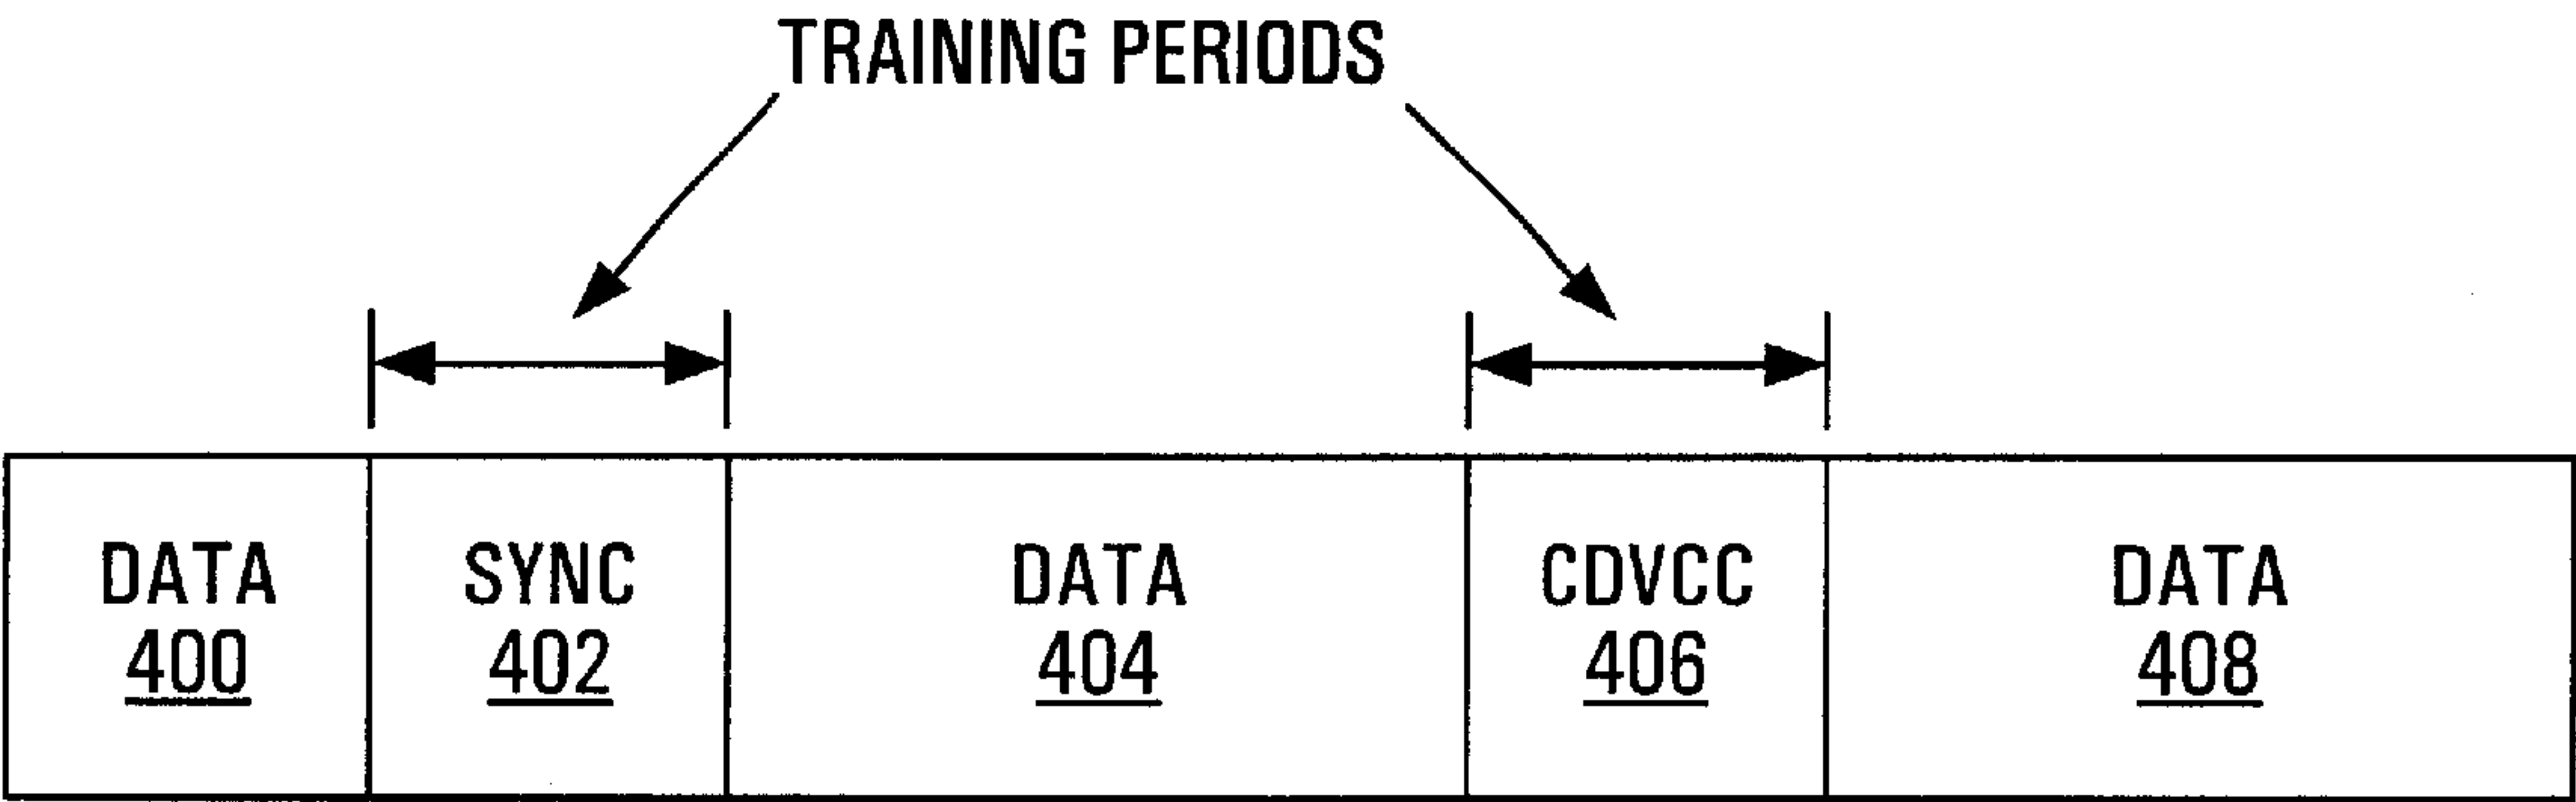 TRAINING PERIODS
DATA
400
SYNC
402
DATA
404
CDVCC
406
DATA
408